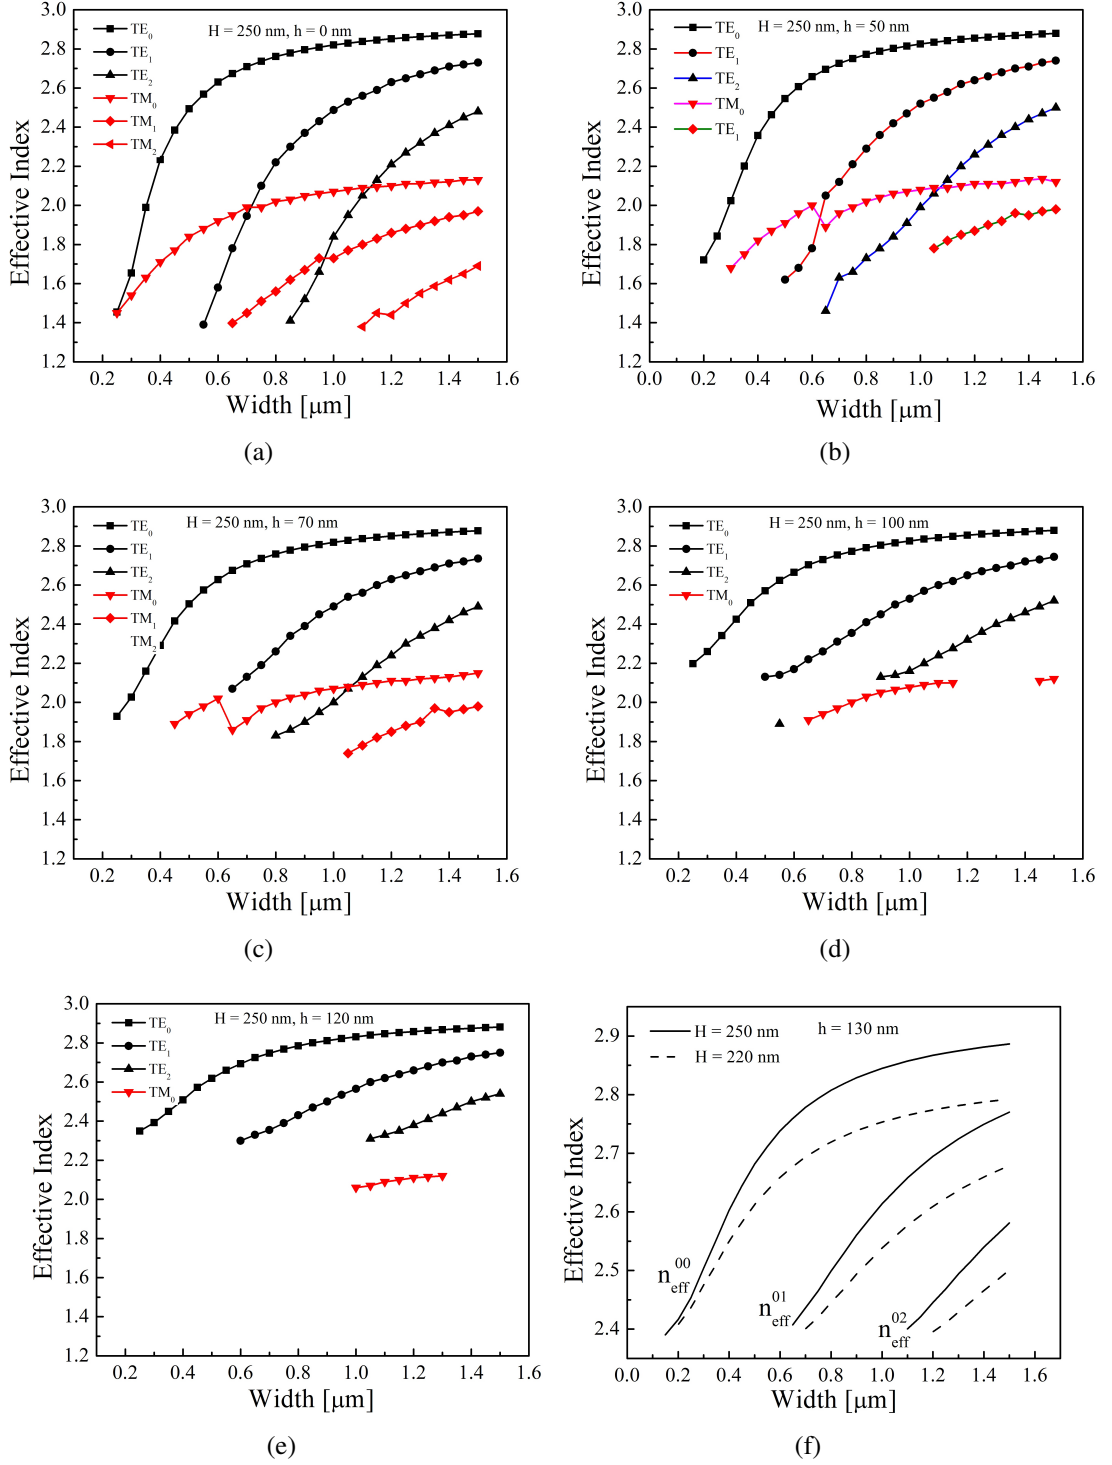 H = 250 nm, h = 0 nm
TE0
TE1
TE2
TM0
TM1
TM2
Effective Index
3.0
2.8
2.6
2.4
2.2
2.0
1.8
1.6
1.4
1.2
0.2 0.4 0.6 0.8 1.0 1.2 1.4 1.6
Width [μm]
(a)
H = 250 nm, h = 50 nm
TE0
TE1
TE2
TM0
TE1
Effective Index
3.0
2.8
2.6
2.4
2.2
2.0
1.8
1.6
1.4
1.2
0.0 0.2 0.4 0.6 0.8 1.0 1.2 1.4 1.6
Width [μm]
(b)
H = 250 nm, h = 70 nm
TE0
TE1
TE2
TM0
TM1
TM2
Effective Index
3.0
2.8
2.6
2.4
2.2
2.0
1.8
1.6
1.4
1.2
0.2 0.4 0.6 0.8 1.0 1.2 1.4 1.6
Width [μm]
(c)
H = 250 nm, h = 100 nm
TE0
TE1
TE2
TM0
Effective Index
3.0
2.8
2.6
2.4
2.2
2.0
1.8
1.6
1.4
1.2
0.2 0.4 0.6 0.8 1.0 1.2 1.4 1.6
Width [μm]
(d)
H = 250 nm, h = 120 nm
TE0
TE1
TE2
TM0
Effective Index
3.0
2.8
2.6
2.4
2.2
2.0
1.8
1.6
1.4
1.2
0.2 0.4 0.6 0.8 1.0 1.2 1.4 1.6
Width [μm]
(e)
H = 250 nm h = 130 nm
H = 220 nm
Effective Index
2.9
2.8
2.7
2.6
2.5
2.4
neff00
neff01
neff02
0.0 0.2 0.4 0.6 0.8 1.0 1.2 1.4 1.6
Width [μm]
(f)